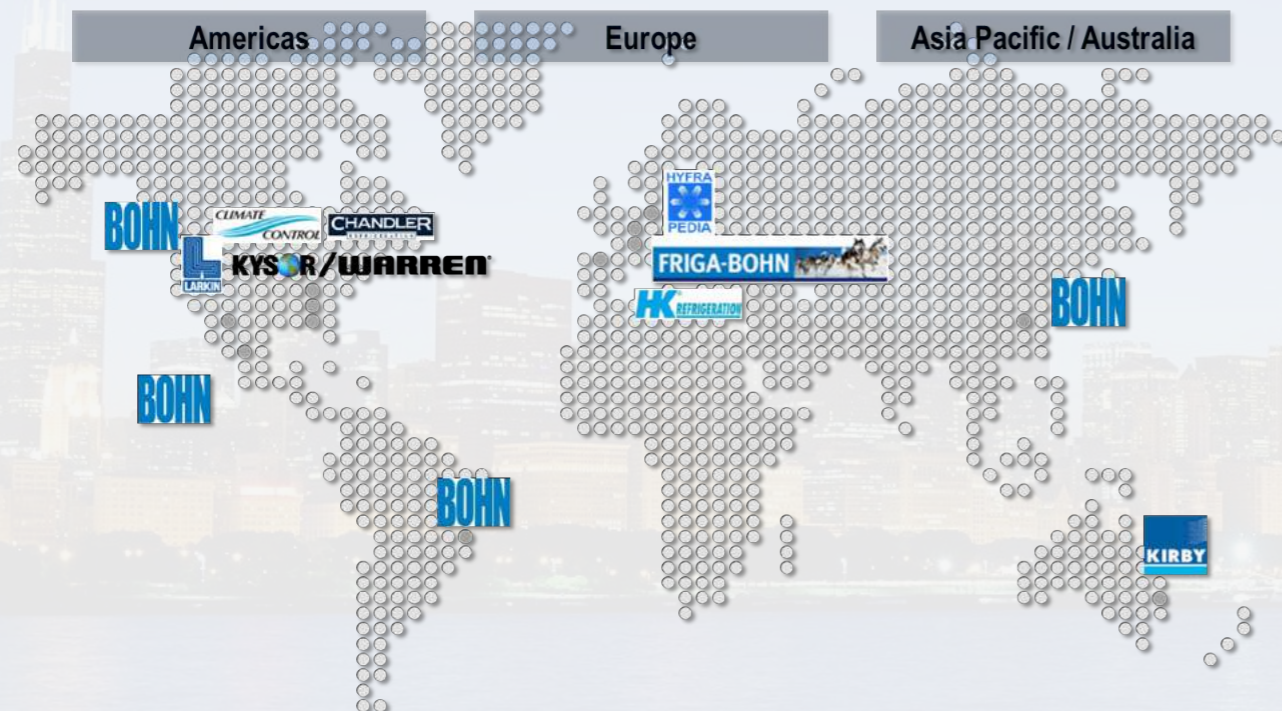 Americas
Europe
Asia Pacific / Australia
HYFRA
PEDIA
BOHN
CLIMATE
CONTROL
CHANDLER
REFRIGERATION
LARKIN
KYSOR/WARREN
FRIGA-BOHN
HK REFRIGERATION
BOHN
BOHN
BOHN
KIRBY